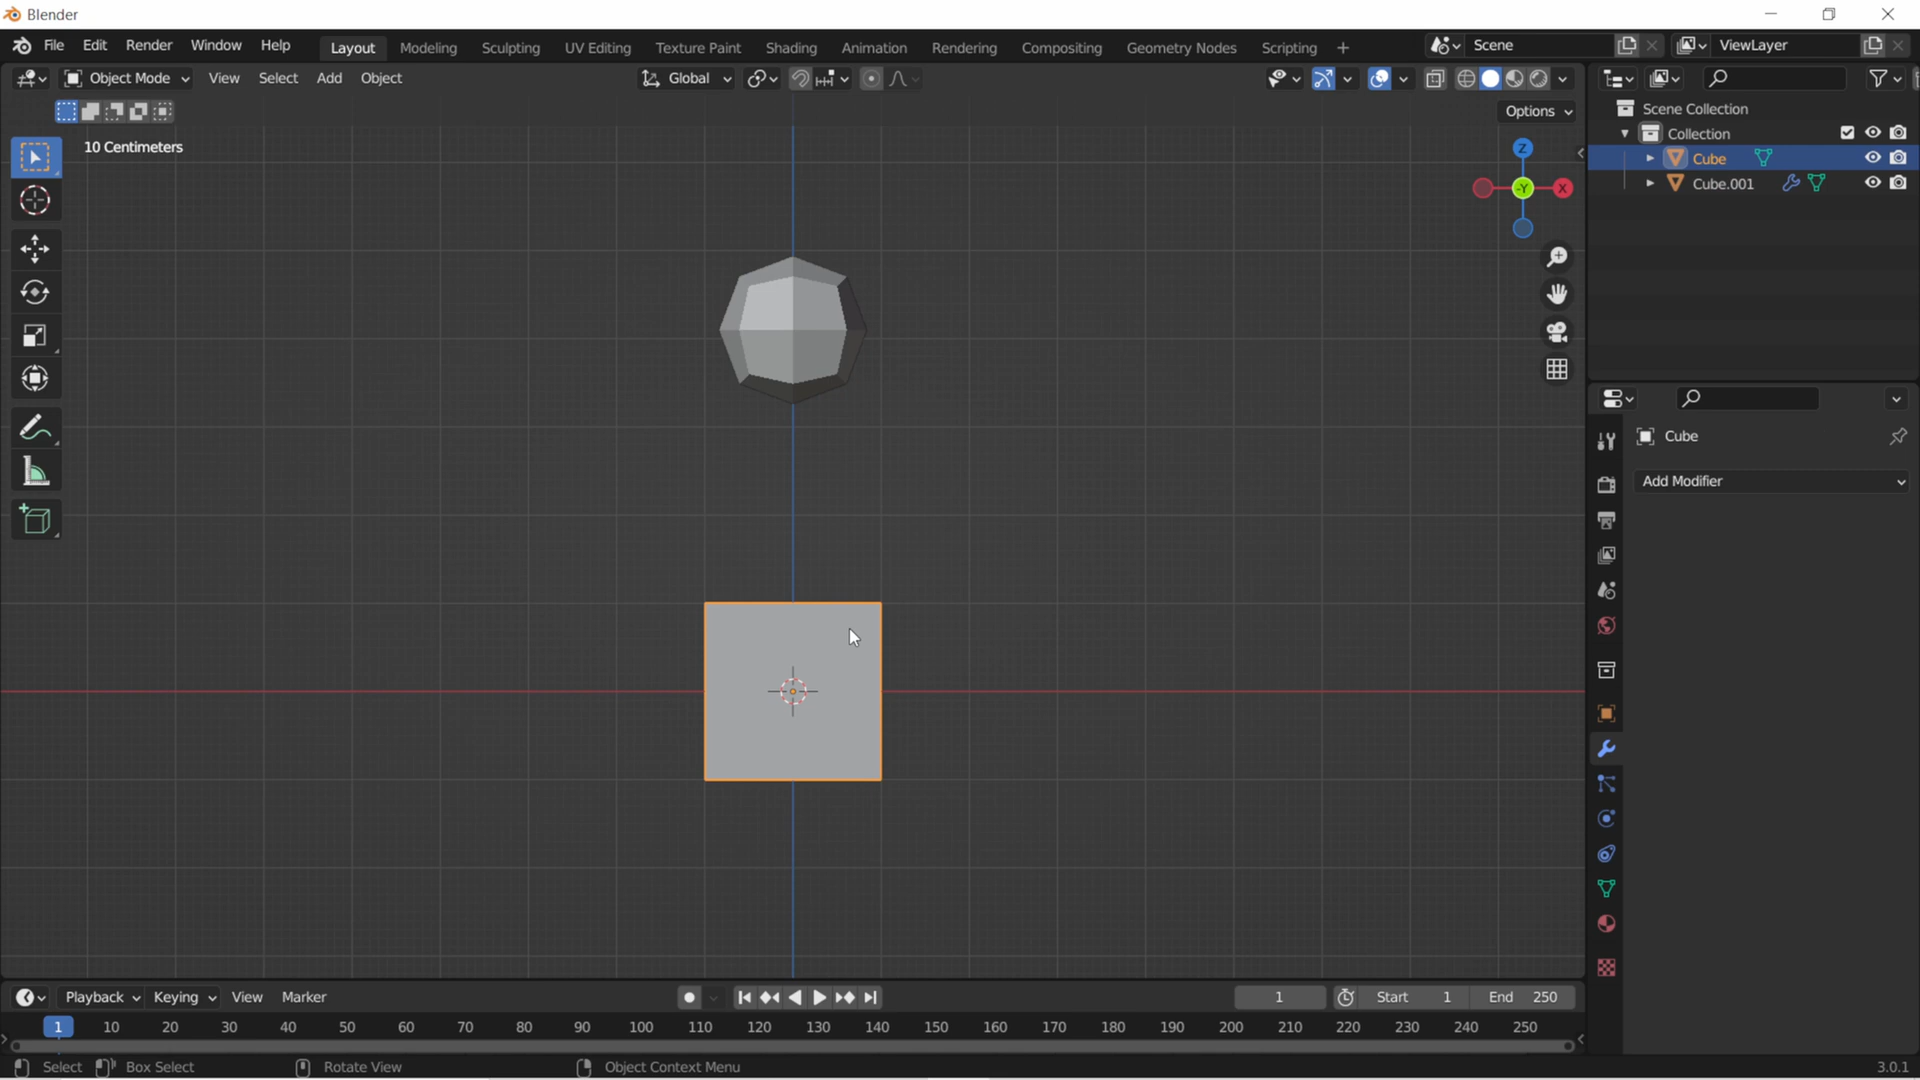 Blender
File Edit Render Window Help Layout Modeling Sculpting UV Editing Texture Paint Shading Animation Rendering Compositing Geometry Nodes Scripting + Scene ViewLayer
Object Mode View Select Add Object Global
Options
10 Centimeters
Z
-Y X
Scene Collection
Collection
Cube
Cube.001
Cube
Add Modifier
Playback Keying View Marker 1 Start 1 End 250
1 10 20 30 40 50 60 70 80 90 100 110 120 130 140 150 160 170 180 190 200 210 220 230 240 250
Select Box Select Rotate View Object Context Menu 3.0.1